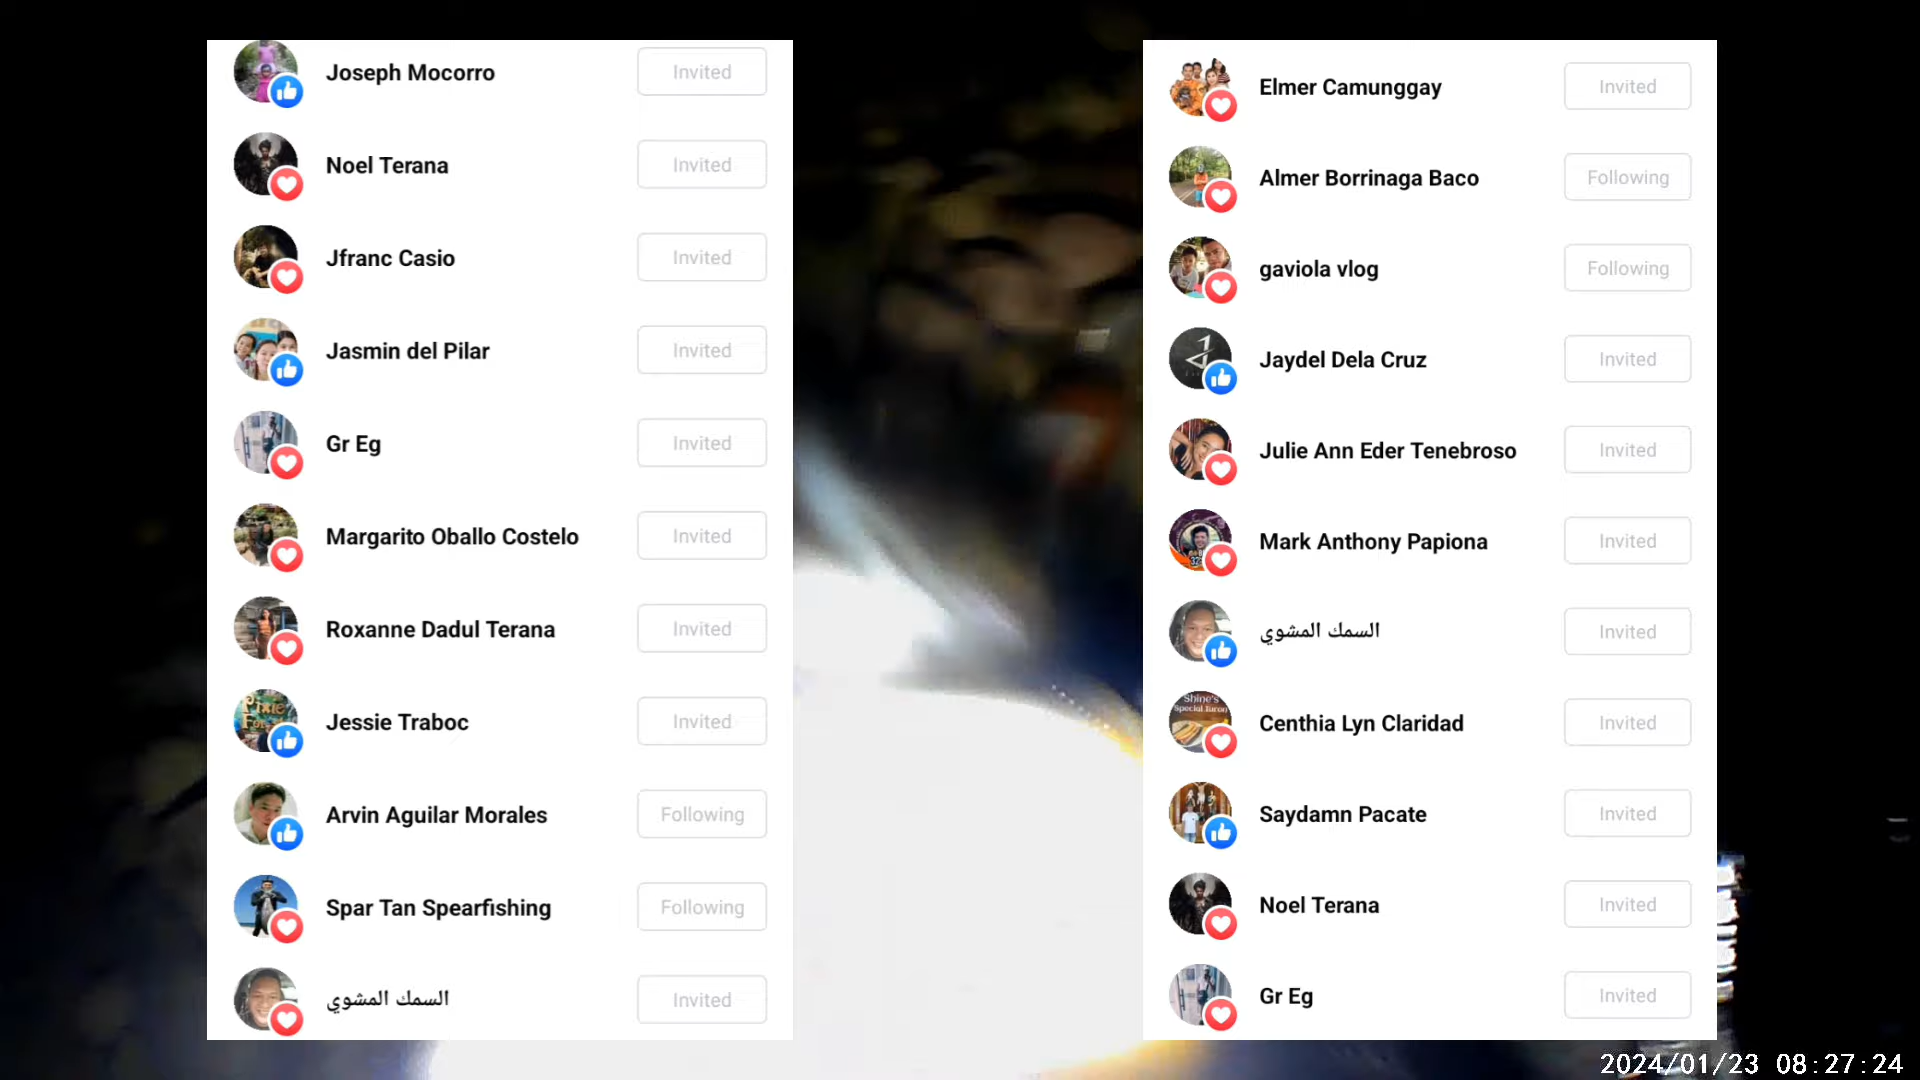 Joseph Mocorro
Invited
Noel Terana
Invited
Jfranc Casio
Invited
Jasmin del Pilar
Invited
Gr Eg
Invited
Margarito Oballo Costelo
Invited
Roxanne Dadul Terana
Invited
Pixie
Jessie Traboc
Invited
Arvin Aguilar Morales
Following
Spar Tan Spearfishing
Following
السمك المشوي
Invited
Elmer Camunggay
Invited
Almer Borrinaga Baco
Following
gaviola vlog
Following
Jaydel Dela Cruz
Invited
Julie Ann Eder Tenebroso
Invited
Mark Anthony Papiona
Invited
السمك المشوي
Invited
Shine's
Special Turon
Centhia Lyn Claridad
Invited
Saydamn Pacate
Invited
Noel Terana
Invited
Gr Eg
Invited
2024/01/23 08:27:24